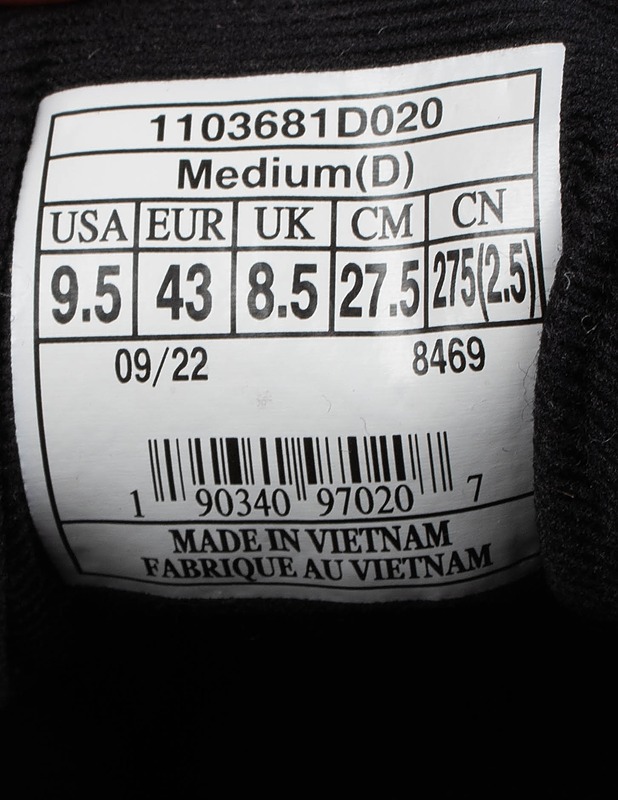 1103681D020
Medium(D)
USA EUR UK CM CN
9.5 43 8.5 27.5 275(2.5)
09/22 8469
1 90340 97020 7
MADE IN VIETNAM
FABRIQUE AU VIETNAM